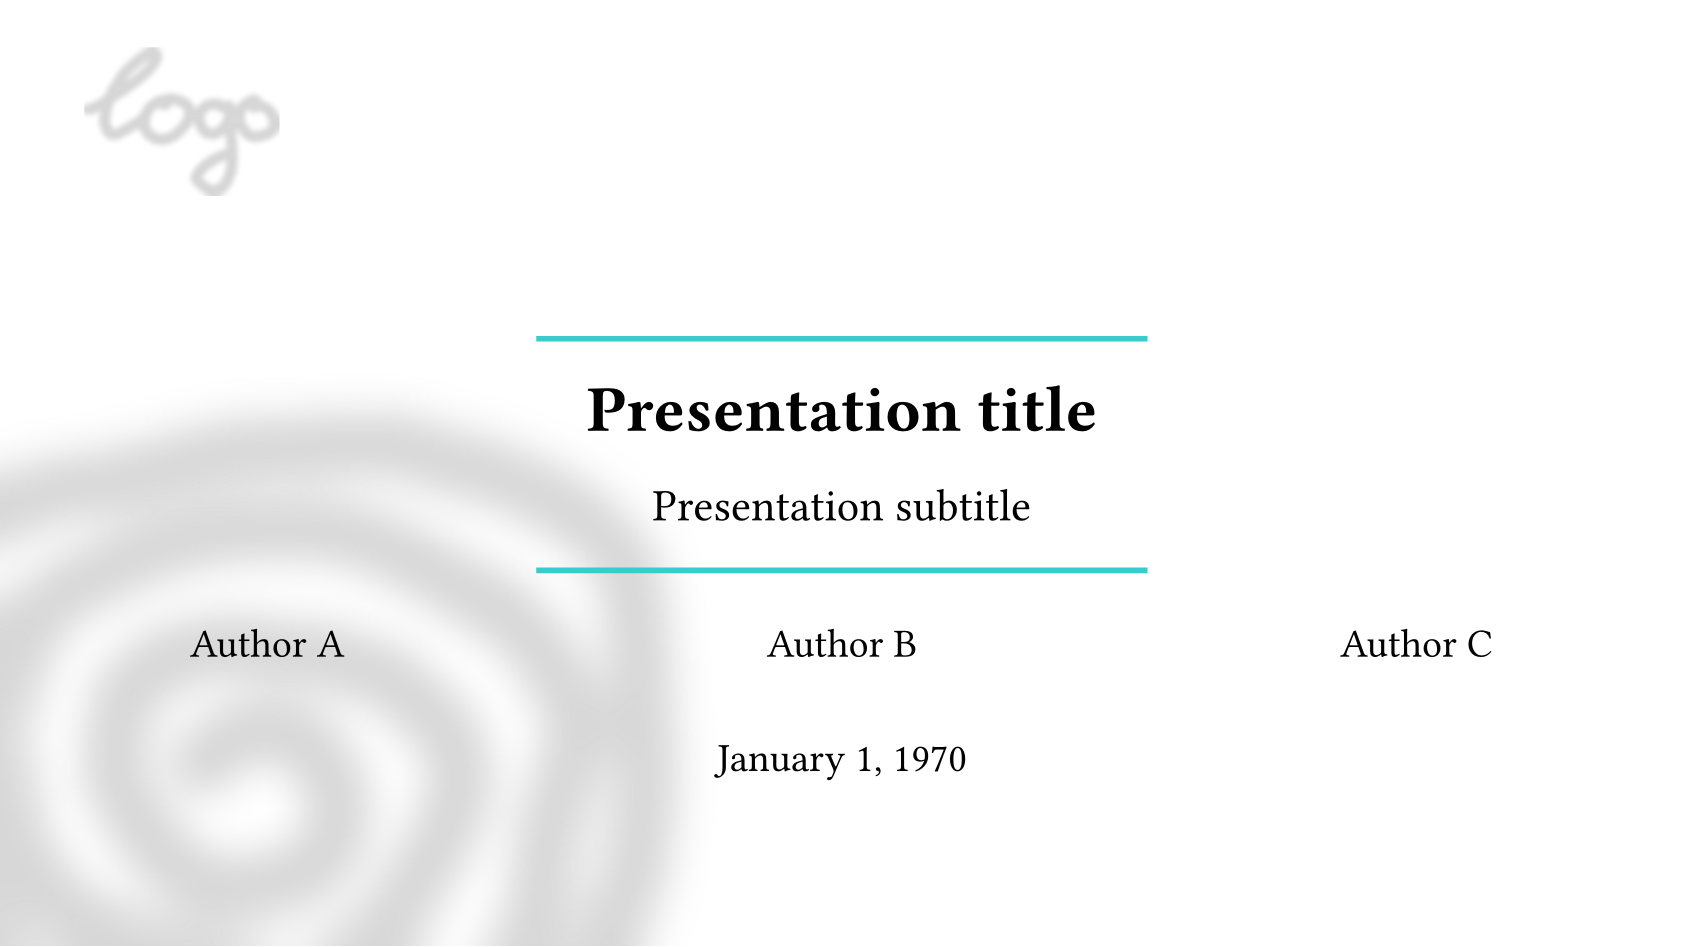 logo
Presentation title
Presentation subtitle
Author A
Author B
Author C
January 1, 1970